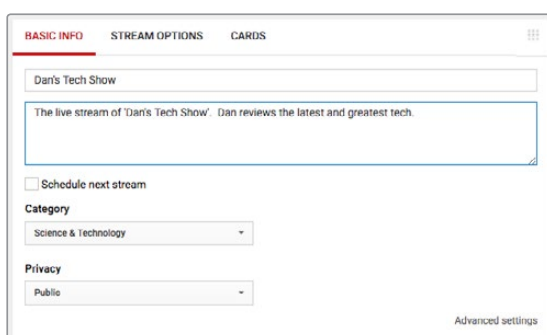 BASIC INFO STREAM OPTIONS CARDS
Dan's Tech Show
The live stream of 'Dan's Tech Show'. Dan reviews the latest and greatest tech.
Schedule next stream
Category
Science & Technology
Privacy
Public
Advanced settings